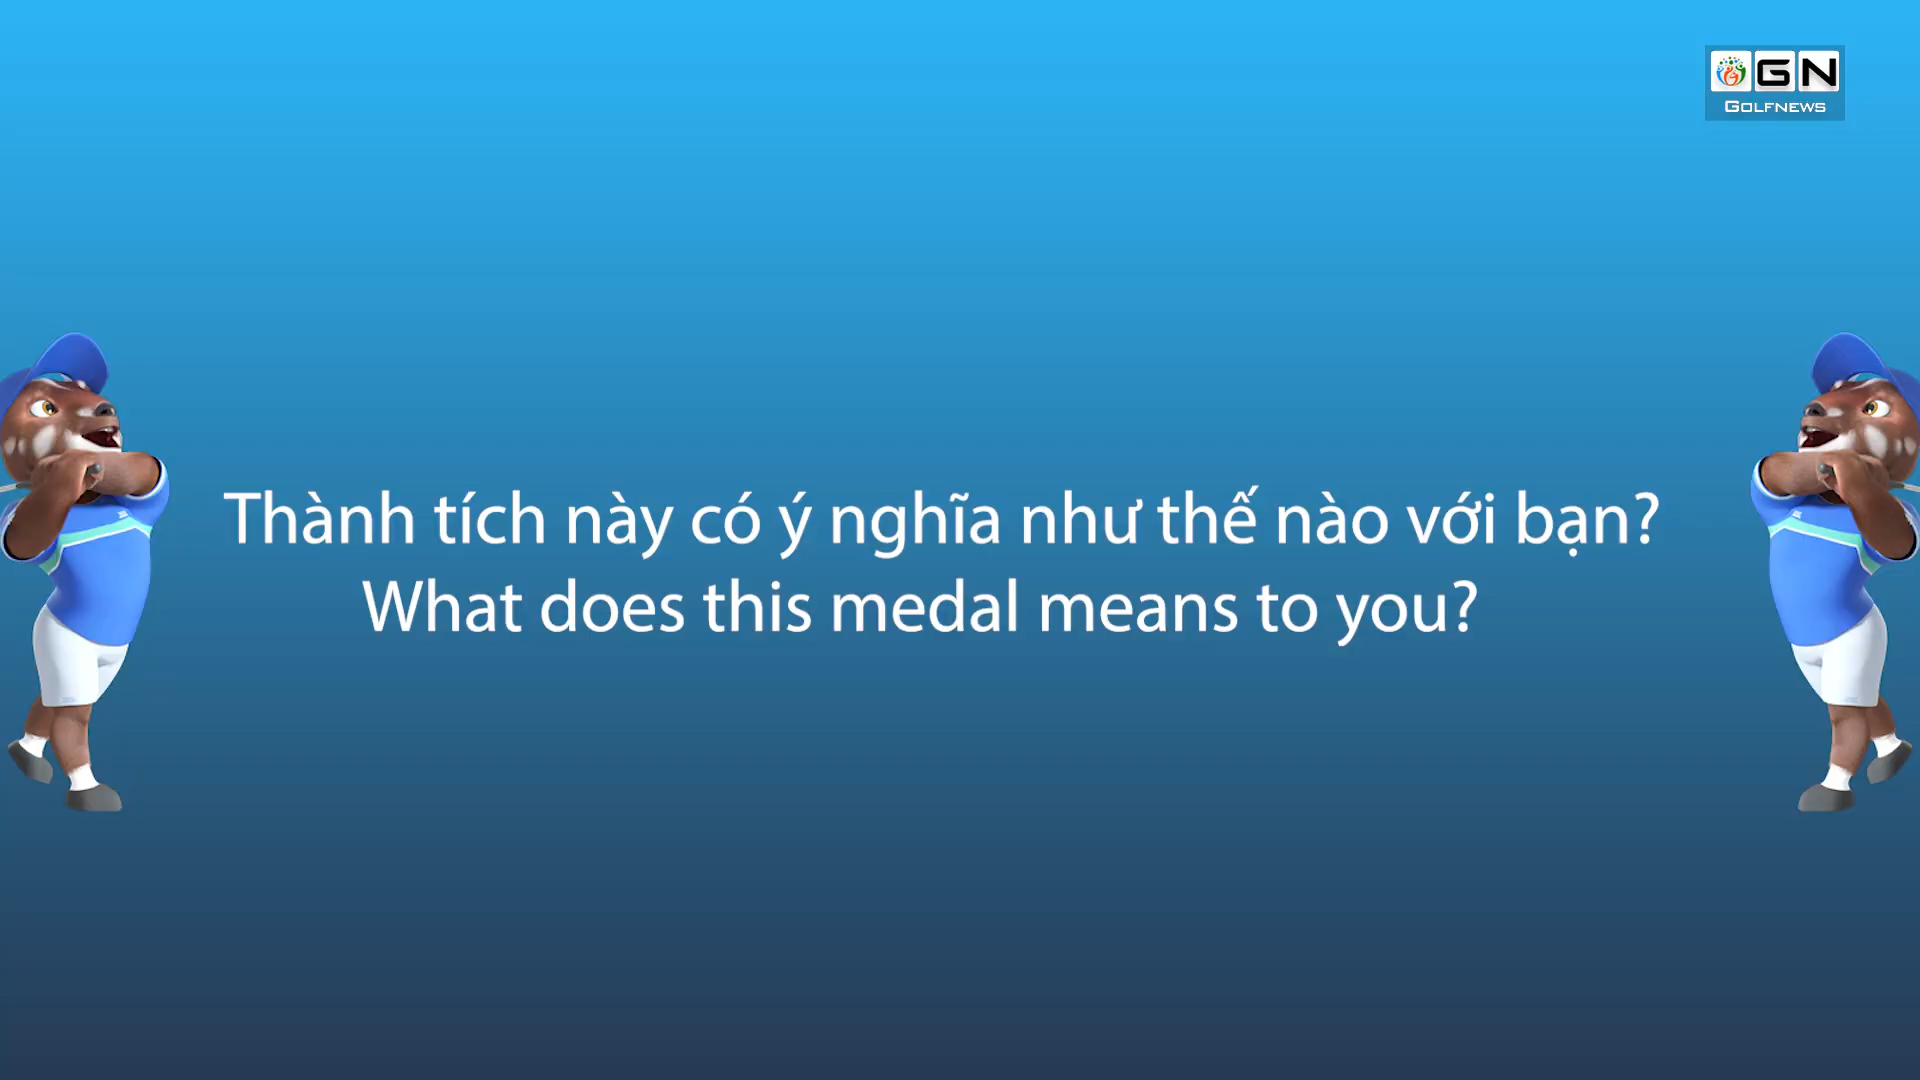 GN
GOLFNEWS
Thành tích này có ý nghĩa như thế nào với bạn?
What does this medal means to you?